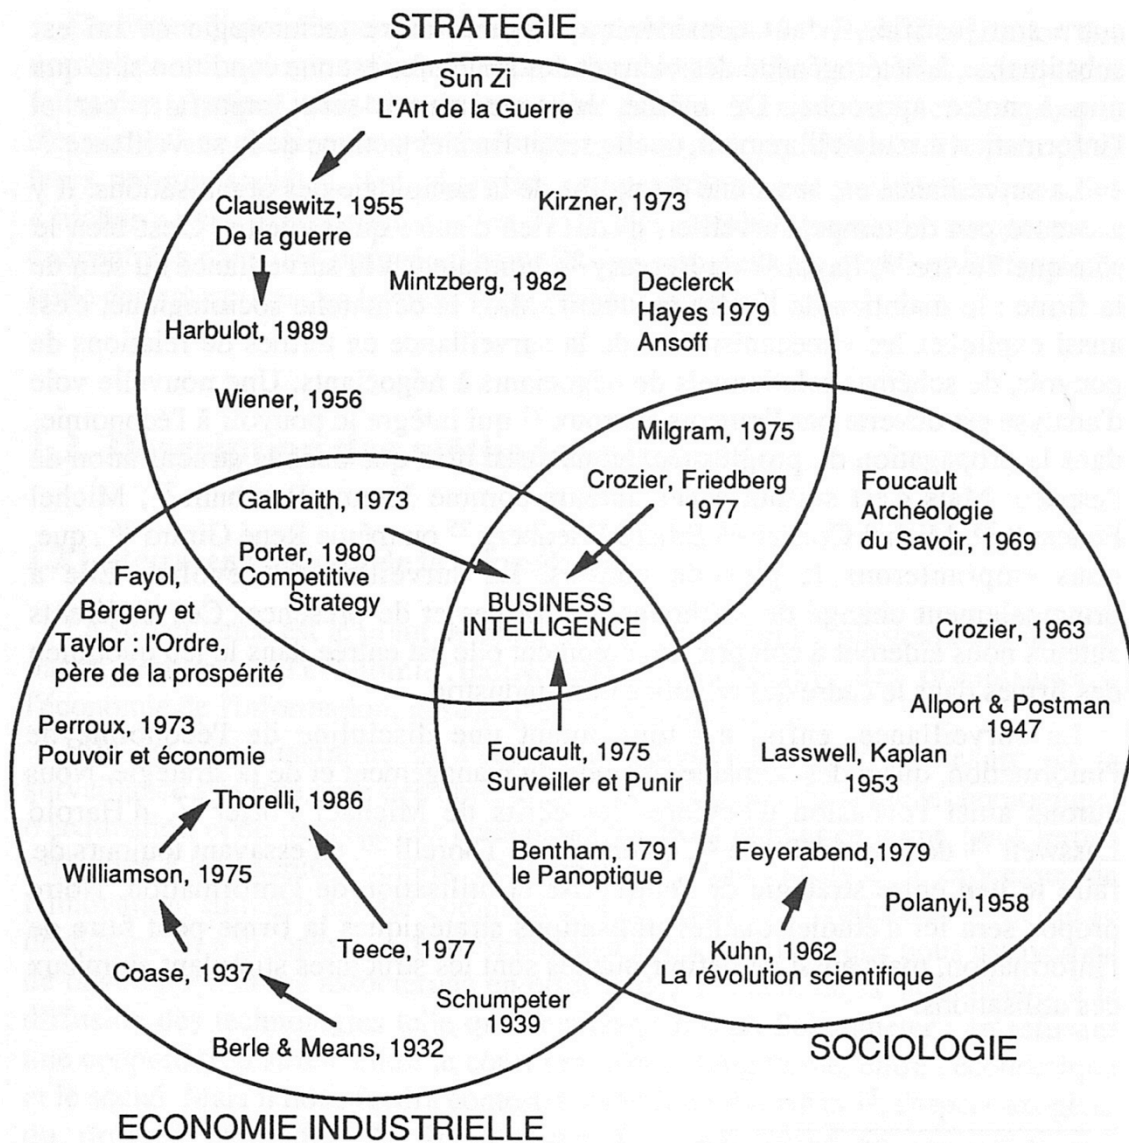 STRATEGIE
Sun Zi
L'Art de la Guerre
Clausewitz, 1955
De la guerre
Kirzner, 1973
Mintzberg, 1982
Declerck
Hayes 1979
Ansoff
Harbulot, 1989
Wiener, 1956
Milgram, 1975
Galbraith, 1973
Crozier, Friedberg
1977
Foucault
Archéologie
du Savoir, 1969
Porter, 1980
Competitive
Strategy
Fayol,
Bergery et
Taylor : l'Ordre,
père de la prospérité
BUSINESS
INTELLIGENCE
Crozier, 1963
Allport & Postman
1947
Perroux, 1973
Pouvoir et économie
Foucault, 1975
Surveiller et Punir
Lasswell, Kaplan
1953
Thorelli, 1986
Bentham, 1791
le Panoptique
Feyerabend,1979
Williamson, 1975
Polanyi,1958
Teece, 1977
Kuhn, 1962
La révolution scientifique
Coase, 1937
Schumpeter
1939
Berle & Means, 1932
SOCIOLOGIE
ECONOMIE INDUSTRIELLE